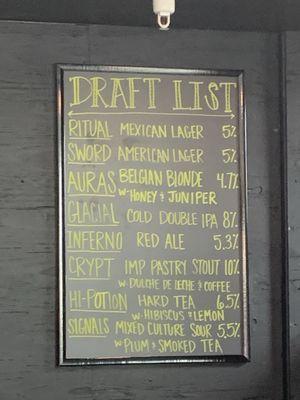 DRAFT LIST
RITUAL MEXICAN LAGER 5%
SWORD AMERICAN LAGER 5%
AURAS BELGIAN BLONDE 4.7%
W/ HONEY & JUNIPER
GLACIAL COLD DOUBLE IPA 8%
INFERNO RED ALE 5.3%
CRYPT IMP PASTRY STOUT 10%
W/ DULCHE DE LECHE & COFFEE
HI-POTION HARD TEA 6.5%
W/ HIBISCUS & LEMON
SIGNALS MIXED CULTURE SOUR 5.5%
W/ PLUM & SMOKED TEA